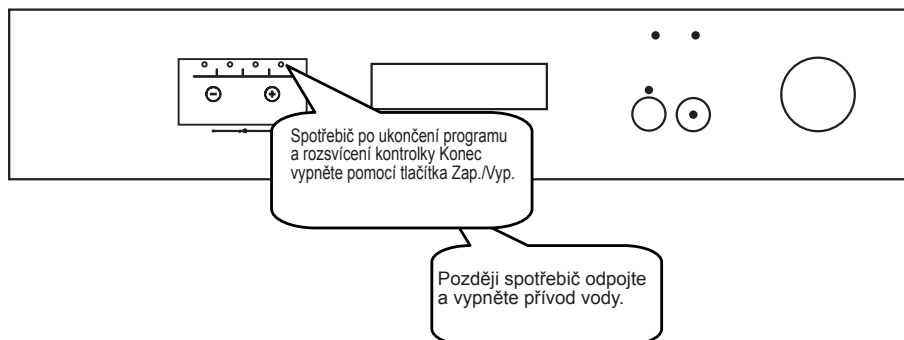 Spotřebič po ukončení programu
a rozsvícení kontrolky Konec
vypněte pomocí tlačítka Zap./Vyp.
Později spotřebič odpojte
a vypněte přívod vody.